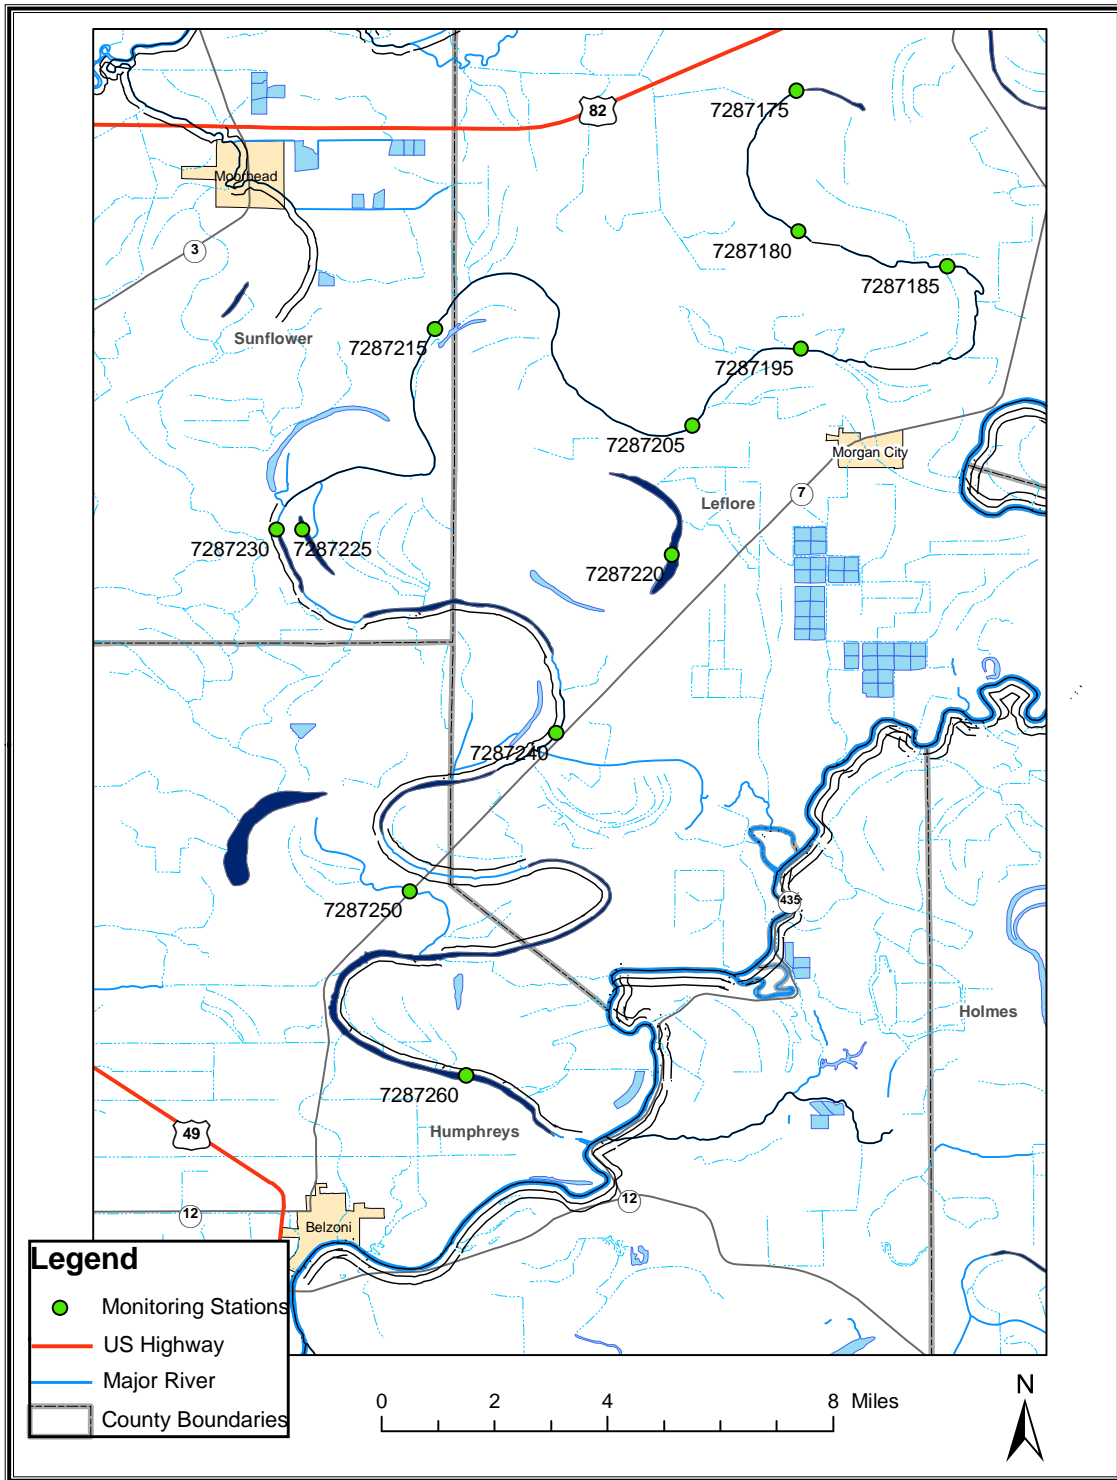 7287175
82
Moorhead
7287180
3
7287185
Sunflower
7287215
7287195
7287205
Morgan City
7
Leflore
7287230
7287225
7287220
7287240
435
7287250
Holmes
7287260
49
Humphreys
12
12
Belzoni
Legend
Monitoring Stations
US Highway
Major River
County Boundaries
0 2 4 8 Miles
N